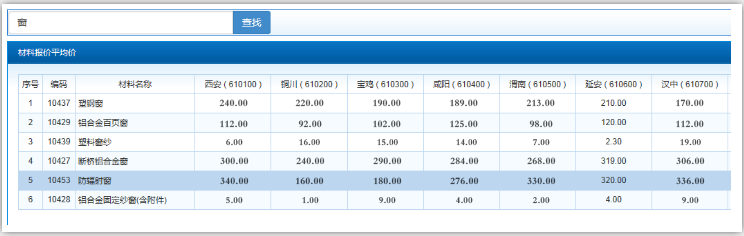 窗 查找
材料报价平均价
序号 编码 材料名称 西安 ( 610100 ) 铜川 ( 610200 ) 宝鸡 ( 610300 ) 咸阳 ( 610400 ) 渭南 ( 610500 ) 延安 ( 610600 ) 汉中 ( 610700 )
1 10437 塑钢窗 240.00 220.00 190.00 189.00 213.00 210.00 170.00
2 10429 铝合金百页窗 112.00 92.00 102.00 125.00 98.00 120.00 112.00
3 10439 塑料窗纱 6.00 16.00 15.00 14.00 7.00 2.30 19.00
4 10427 断桥铝合金窗 300.00 240.00 290.00 284.00 268.00 319.00 306.00
5 10453 防辐射窗 340.00 160.00 180.00 276.00 330.00 320.00 336.00
6 10428 铝合金固定纱窗(含附件) 5.00 1.00 9.00 4.00 2.00 4.00 9.00